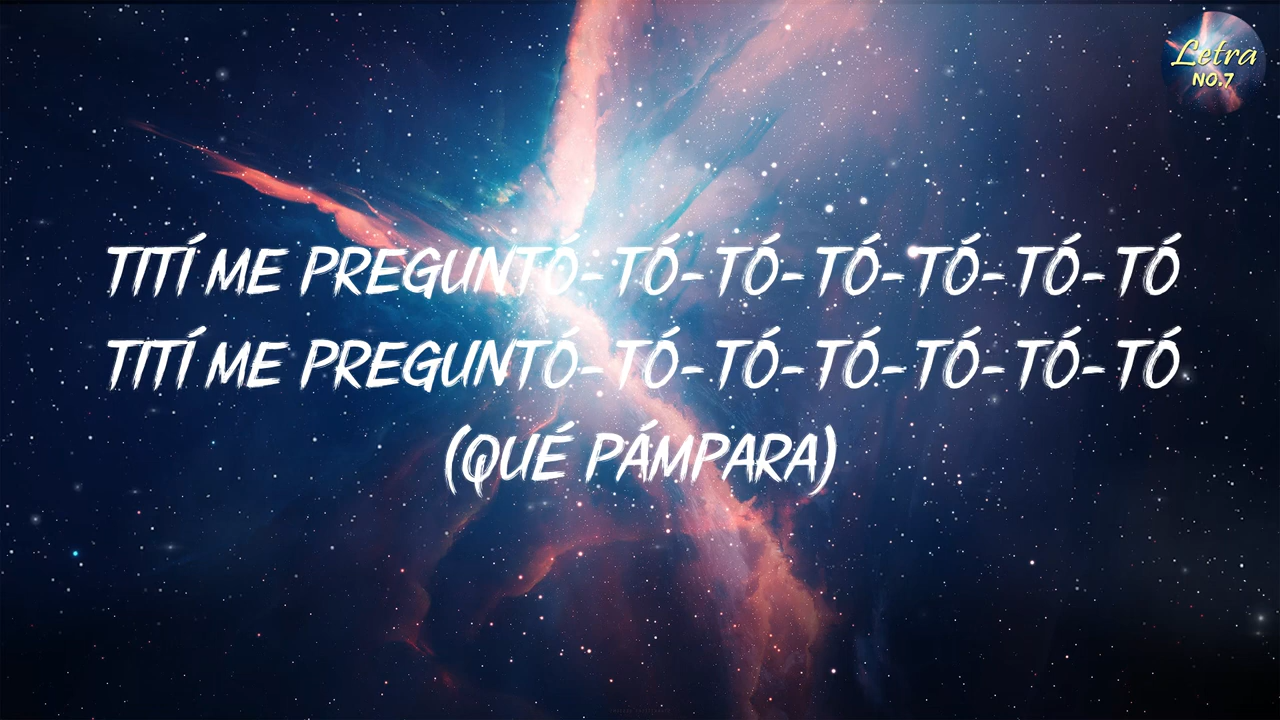 Letra
NO.7
TITÍ ME PREGUNTÓ-TÓ-TÓ-TÓ-TÓ-TÓ-TÓ
TITÍ ME PREGUNTÓ-TÓ-TÓ-TÓ-TÓ-TÓ-TÓ
(QUÉ PÁMPARA)